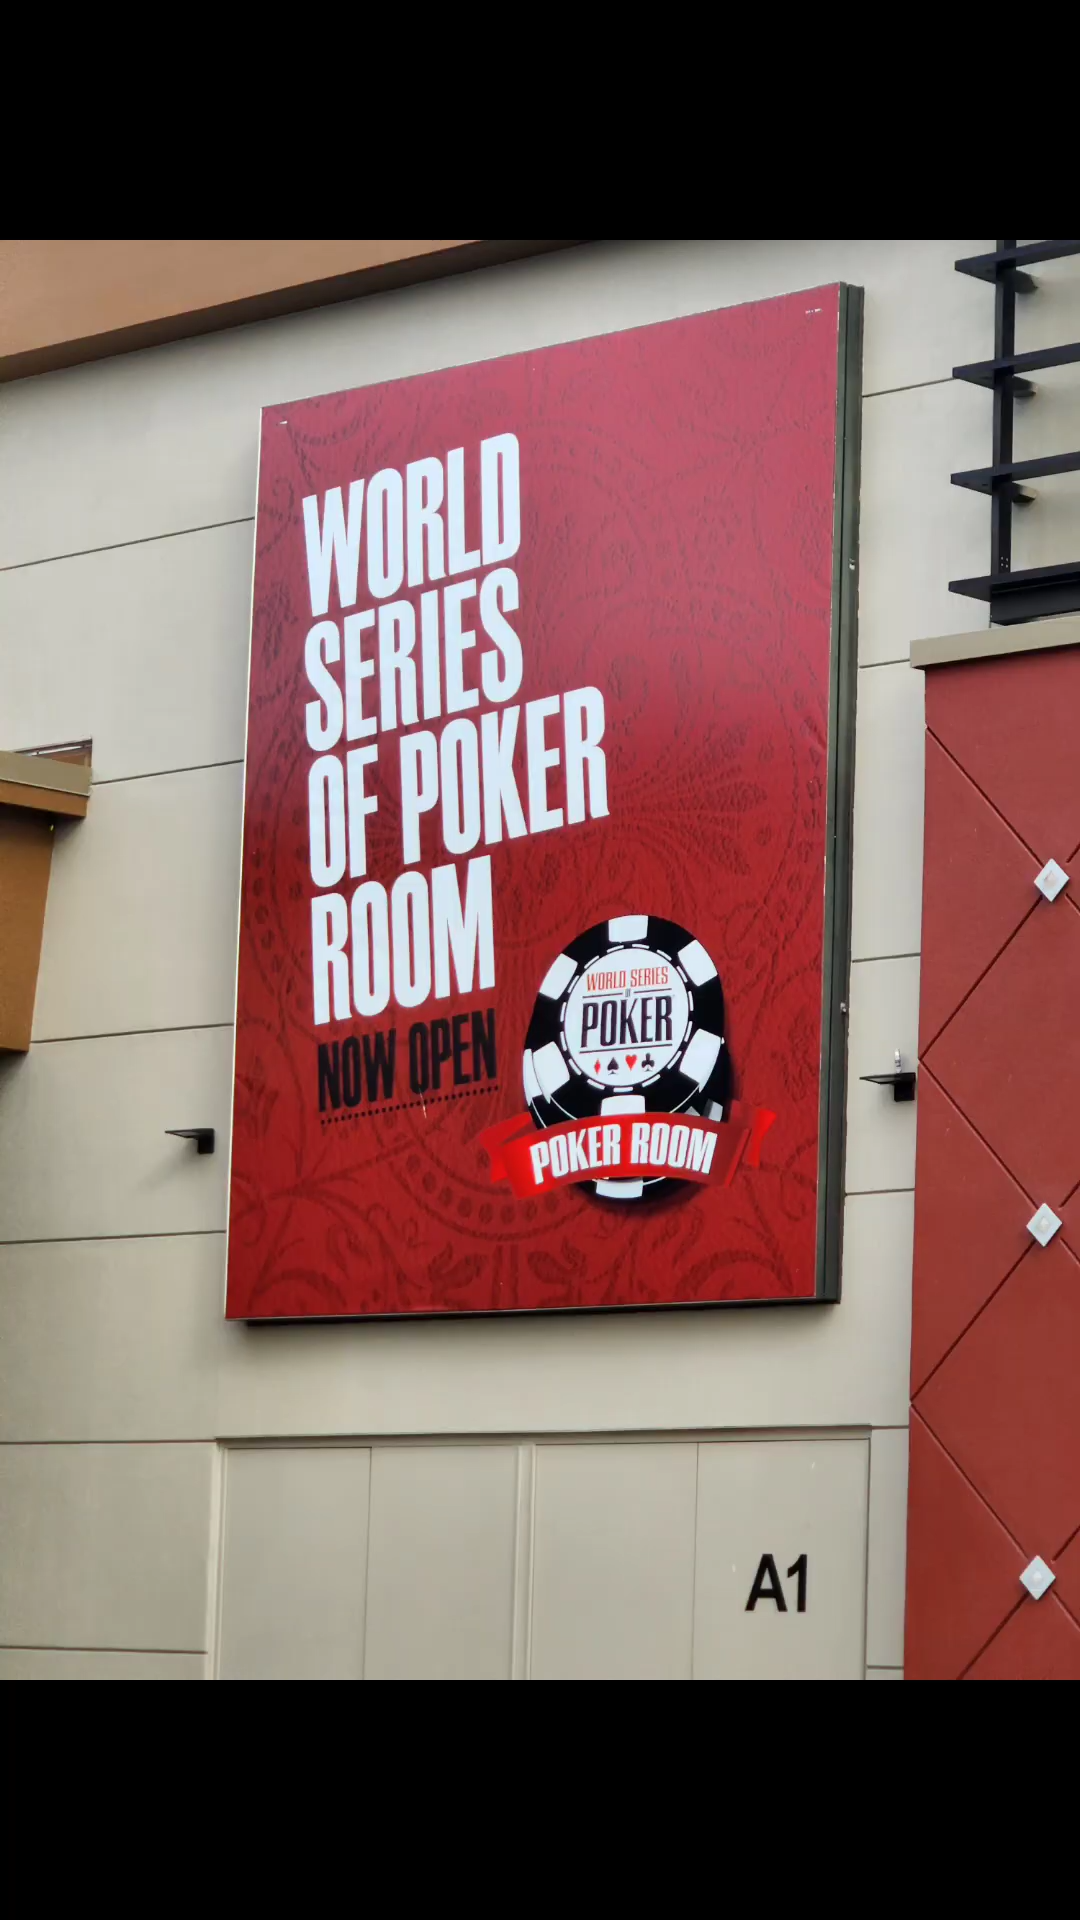 WORLD
SERIES
OF POKER
ROOM
NOW OPEN
WORLD SERIES
OF
POKER
POKER ROOM
A1